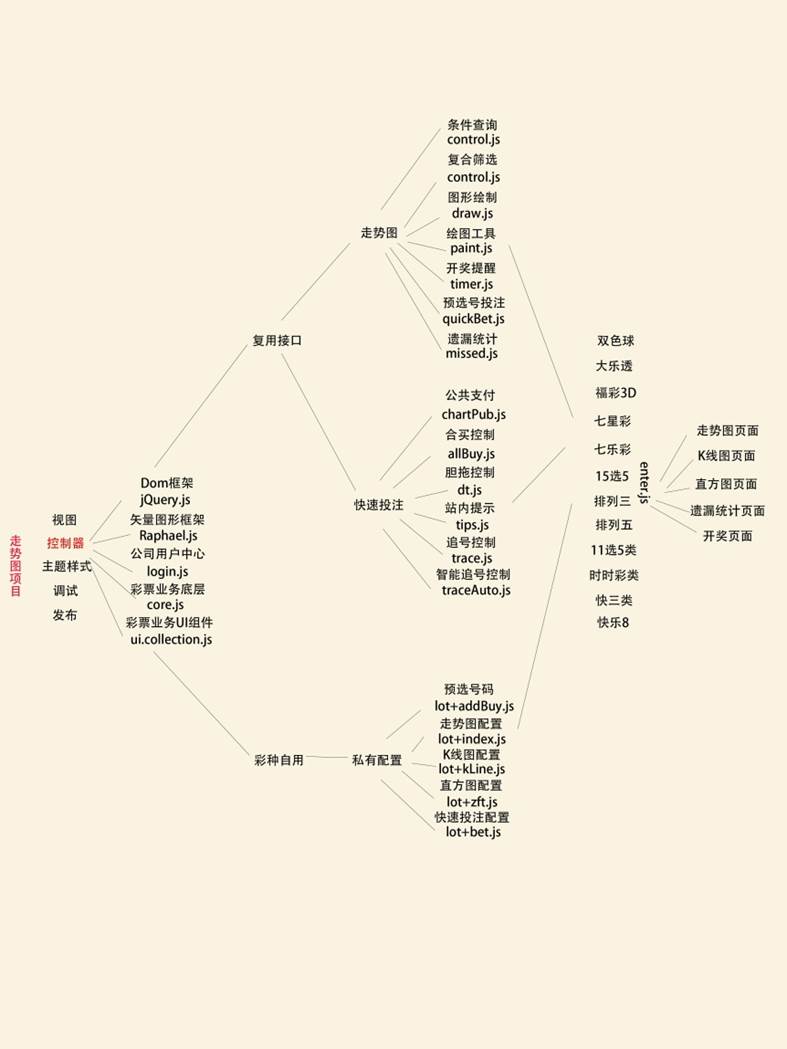 走势图项目
视图
控制器
主题样式
调试
发布
Dom框架
jQuery.js
矢量图形框架
Raphael.js
公司用户中心
login.js
彩票业务底层
core.js
彩票业务UI组件
ui.collection.js
复用接口
彩种自用
走势图
快速投注
私有配置
条件查询
control.js
复合筛选
control.js
图形绘制
draw.js
绘图工具
paint.js
开奖提醒
timer.js
预选号投注
quickBet.js
遗漏统计
missed.js
公共支付
chartPub.js
合买控制
allBuy.js
胆拖控制
dt.js
站内提示
tips.js
追号控制
trace.js
智能追号控制
traceAuto.js
预选号码
lot+addBuy.js
走势图配置
lot+index.js
K线图配置
lot+kLine.js
直方图配置
lot+zft.js
快速投注配置
lot+bet.js
双色球
大乐透
福彩3D
七星彩
七乐彩
15选5
排列三
排列五
11选5类
时时彩类
快三类
快乐8
enter.js
走势图页面
K线图页面
直方图页面
遗漏统计页面
开奖页面